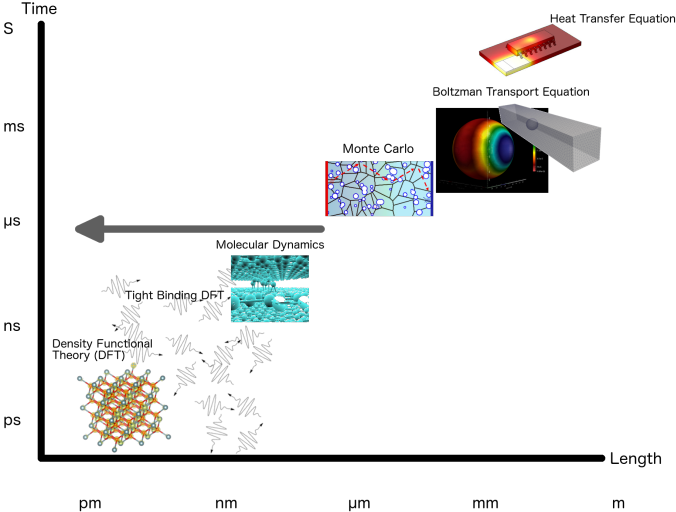 Time
S
Heat Transfer Equation
Boltzman Transport Equation
ms
Monte Carlo
µs
Molecular Dynamics
Tight Binding DFT
ns
Density Functional
Theory (DFT)
ps
Length
pm
nm
µm
mm
m